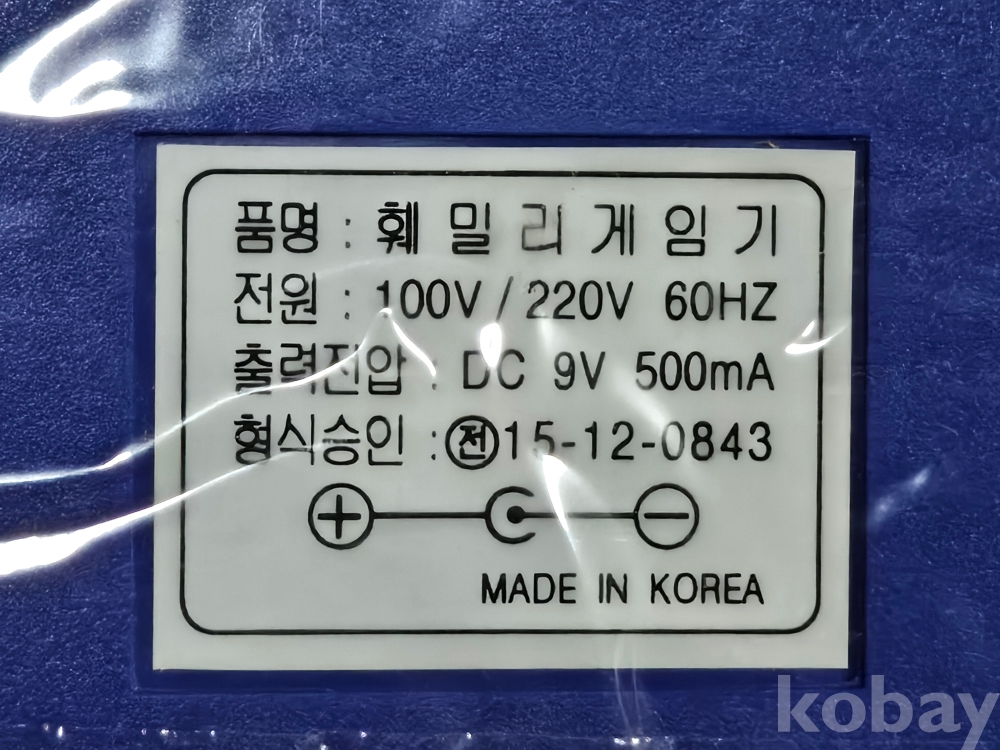 품명 : 훼밀리게임기
전원 : 100V / 220V 60HZ
출력전압 : DC 9V 500mA
형식승인 : ㉠전15-12-0843
MADE IN KOREA
kobay